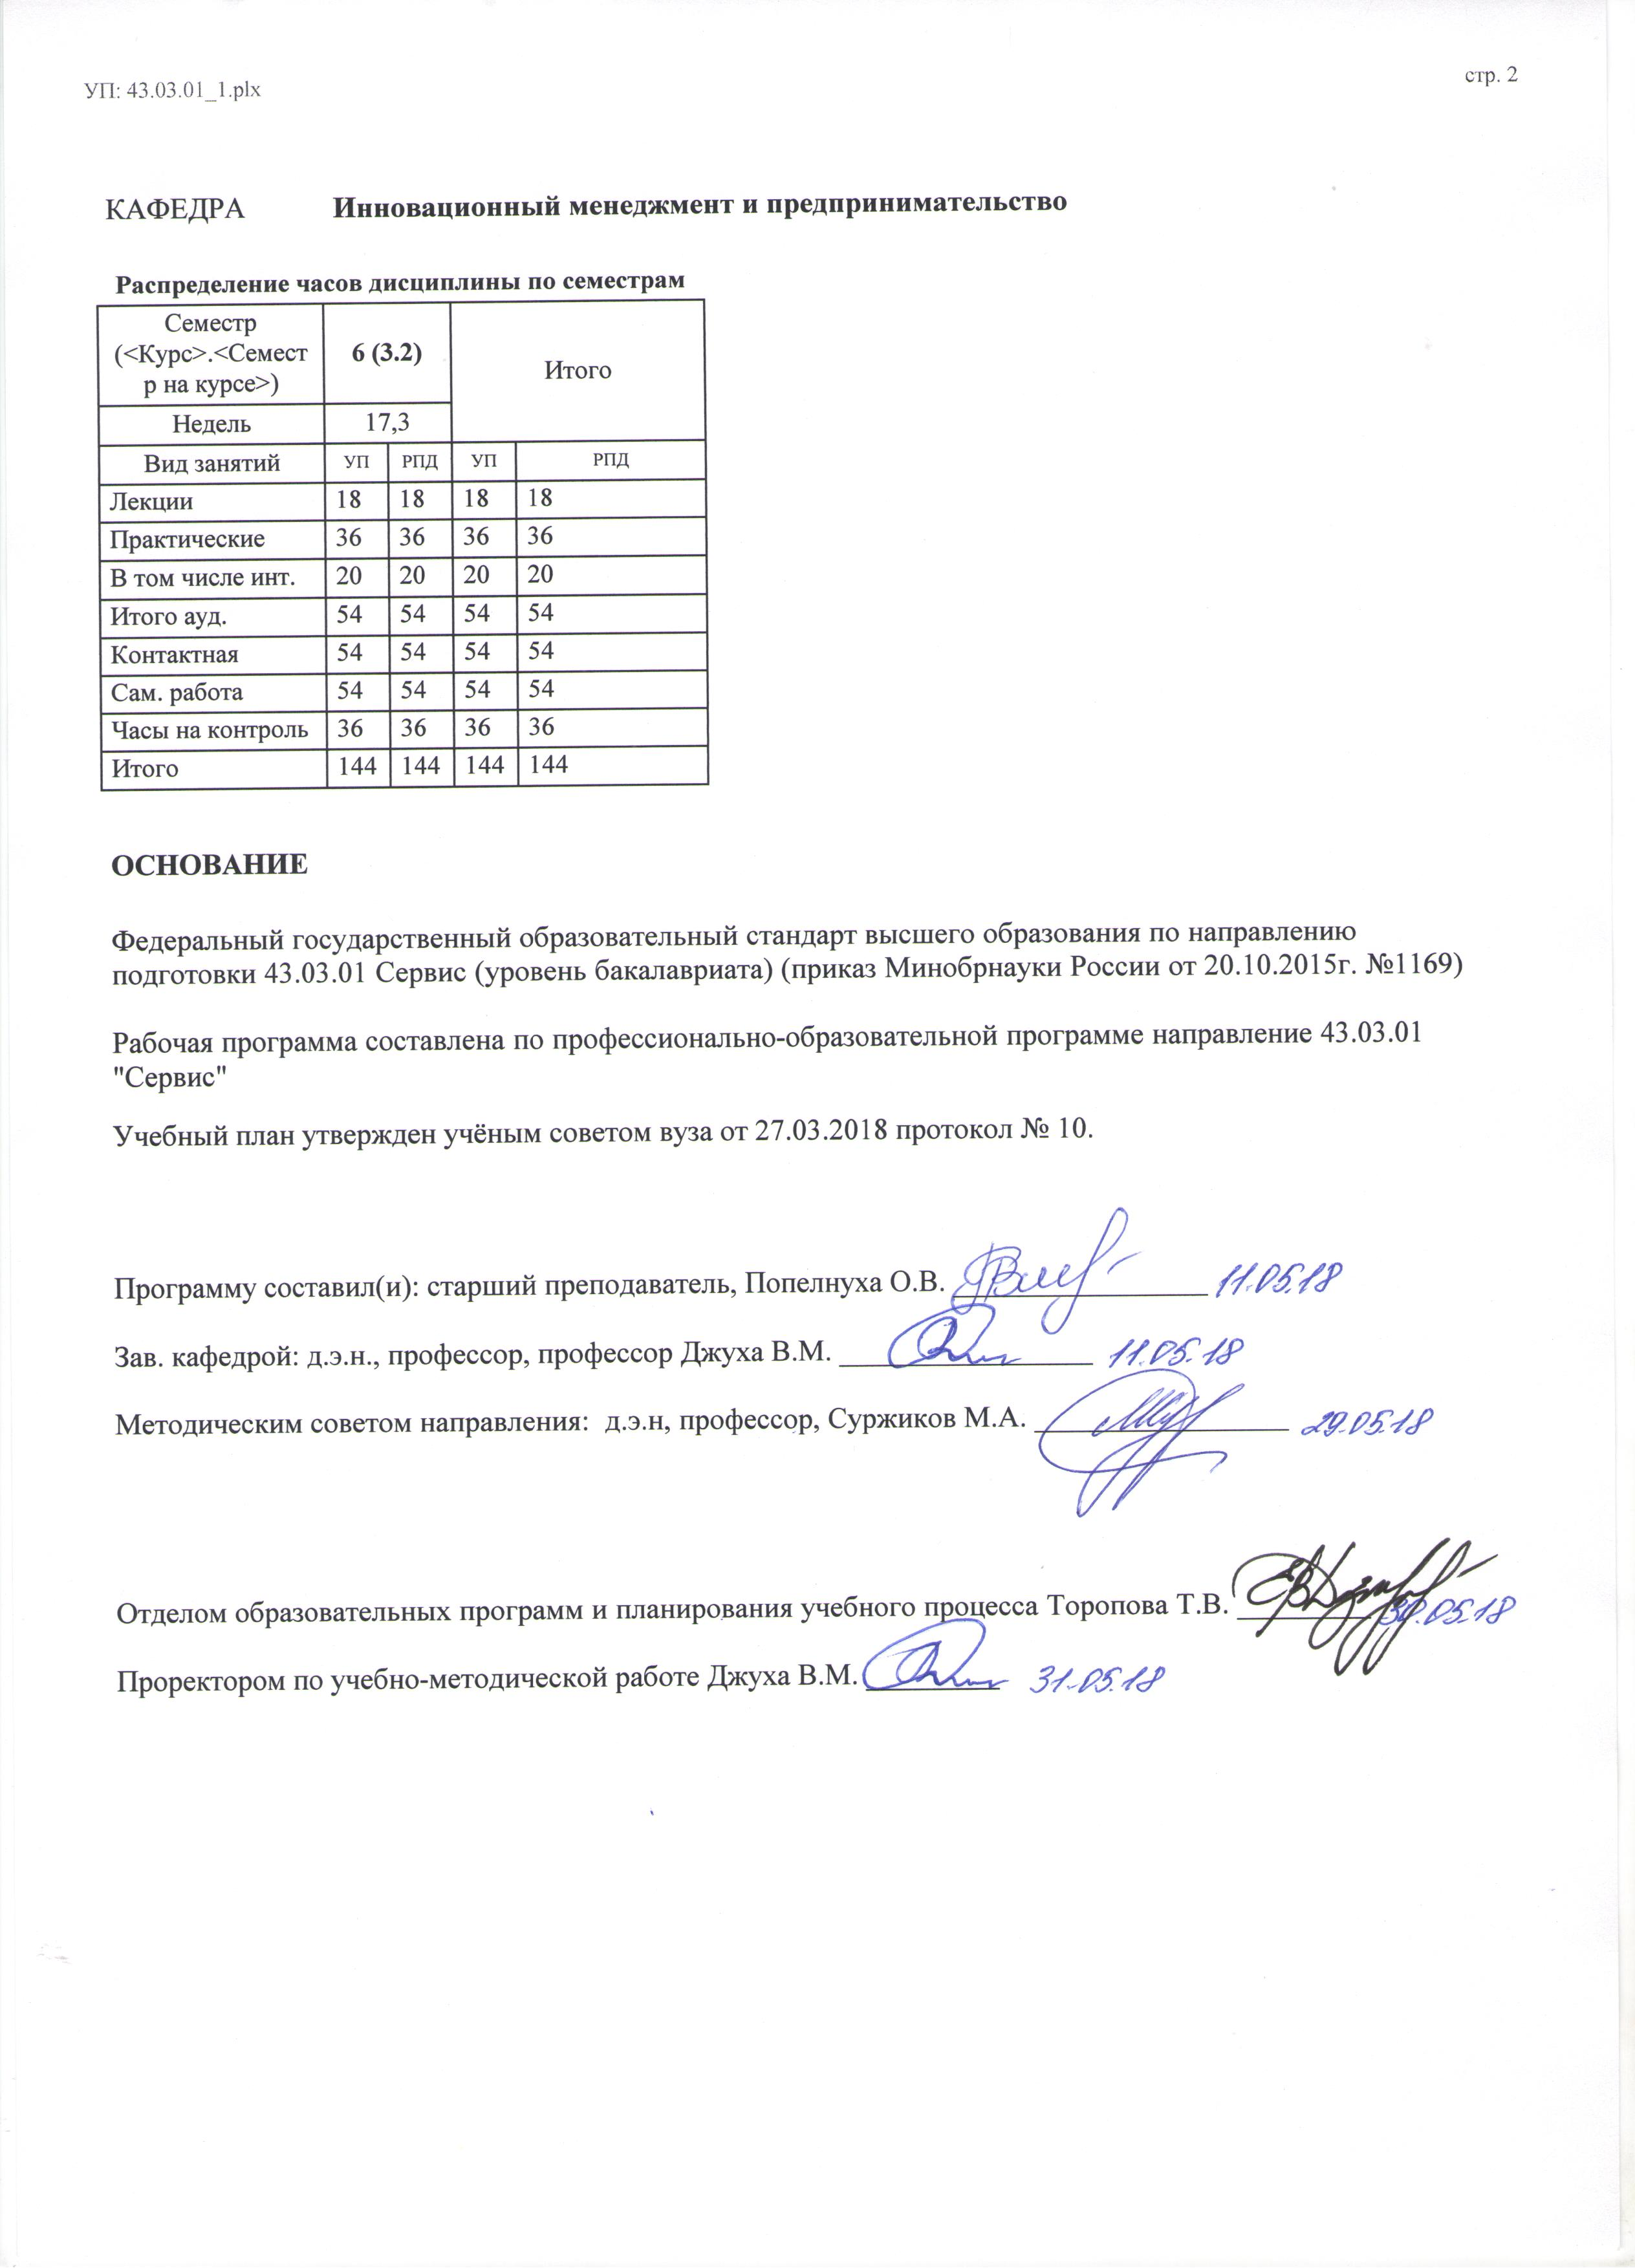 УП: 43.03.01_1.plx
стр. 2
КАФЕДРА Инновационный менеджмент и предпринимательство
Распределение часов дисциплины по семестрам
Семестр
(<Курс>.<Семест
р на курсе>)
6 (3.2)
Итого
Недель 17,3
Вид занятий УП РПД УП РПД
Лекции 18 18 18 18
Практические 36 36 36 36
В том числе инт. 20 20 20 20
Итого ауд. 54 54 54 54
Контактная 54 54 54 54
Сам. работа 54 54 54 54
Часы на контроль 36 36 36 36
Итого 144 144 144 144
ОСНОВАНИЕ
Федеральный государственный образовательный стандарт высшего образования по направлению
подготовки 43.03.01 Сервис (уровень бакалавриата) (приказ Минобрнауки России от 20.10.2015г. №1169)
Рабочая программа составлена по профессионально-образовательной программе направление 43.03.01
"Сервис"
Учебный план утвержден учёным советом вуза от 27.03.2018 протокол № 10.
Программу составил(и): старший преподаватель, Попелнуха О.В. 11.05.18
Зав. кафедрой: д.э.н., профессор, профессор Джуха В.М. 11.05.18
Методическим советом направления: д.э.н, профессор, Суржиков М.А. 29.05.18
Отделом образовательных программ и планирования учебного процесса Торопова Т.В. 30.05.18
Проректором по учебно-методической работе Джуха В.М. 31.05.18